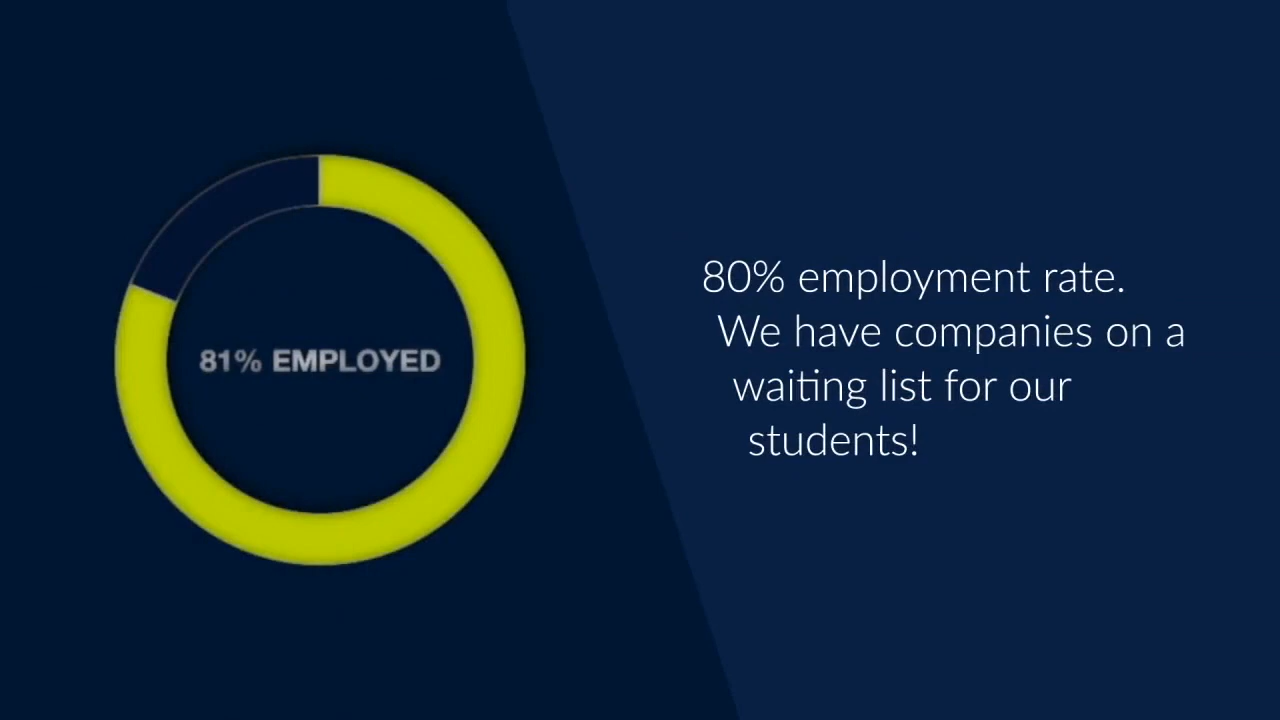 81% EMPLOYED
80% employment rate.
We have companies on a
waiting list for our
students!